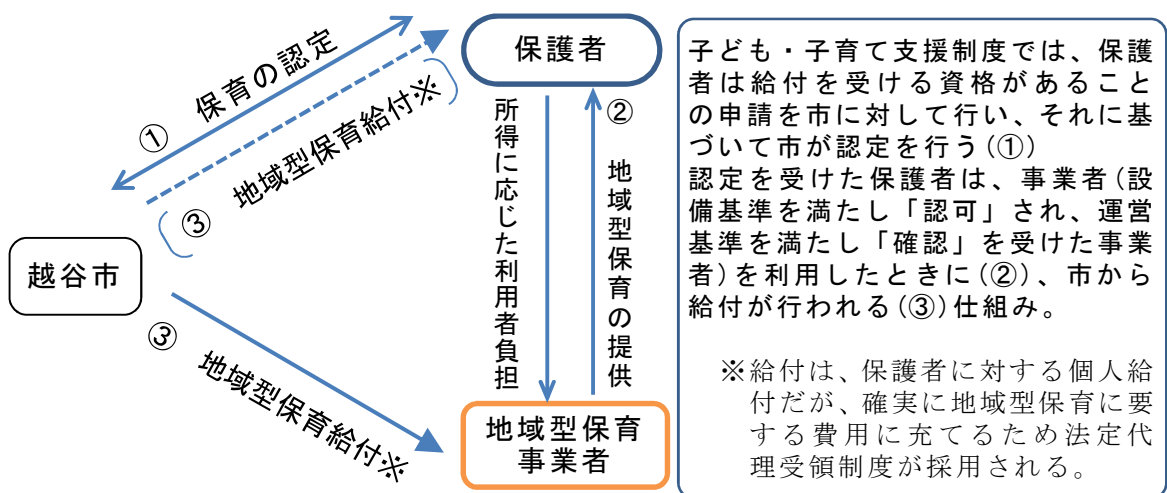 ① 保育の認定
③ 地域型保育給付※
越谷市
③ 地域型保育給付※
保護者
所得に応じた利用者負担
② 地域型保育の提供
地域型保育
事業者
子ども・子育て支援制度では、保護
者は給付を受ける資格があること
の申請を市に対して行い、それに基
づいて市が認定を行う(①)
認定を受けた保護者は、事業者(設
備基準を満たし「認可」され、運営
基準を満たし「確認」を受けた事業
者)を利用したときに(②)、市から
給付が行われる(③)仕組み。
※給付は、保護者に対する個人給
付だが、確実に地域型保育に要
する費用に充てるため法定代
理受領制度が採用される。